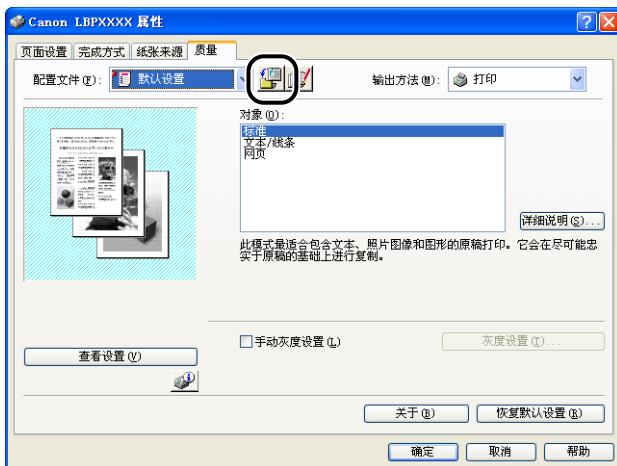 Canon LBPXXXX 属性
页面设置 完成方式 纸张来源 质量
配置文件(F): 默认设置 输出方法(M): 打印
对象(O):
标准
文本/线条
网页
详细说明(S)...
此模式最适合包含文本、照片图像和图形的原稿打印。它会在尽可能忠
实于原稿的基础上进行复制。
手动灰度设置(L) 灰度设置(T)...
查看设置(V)
关于(B) 恢复默认设置(R)
确定 取消 帮助